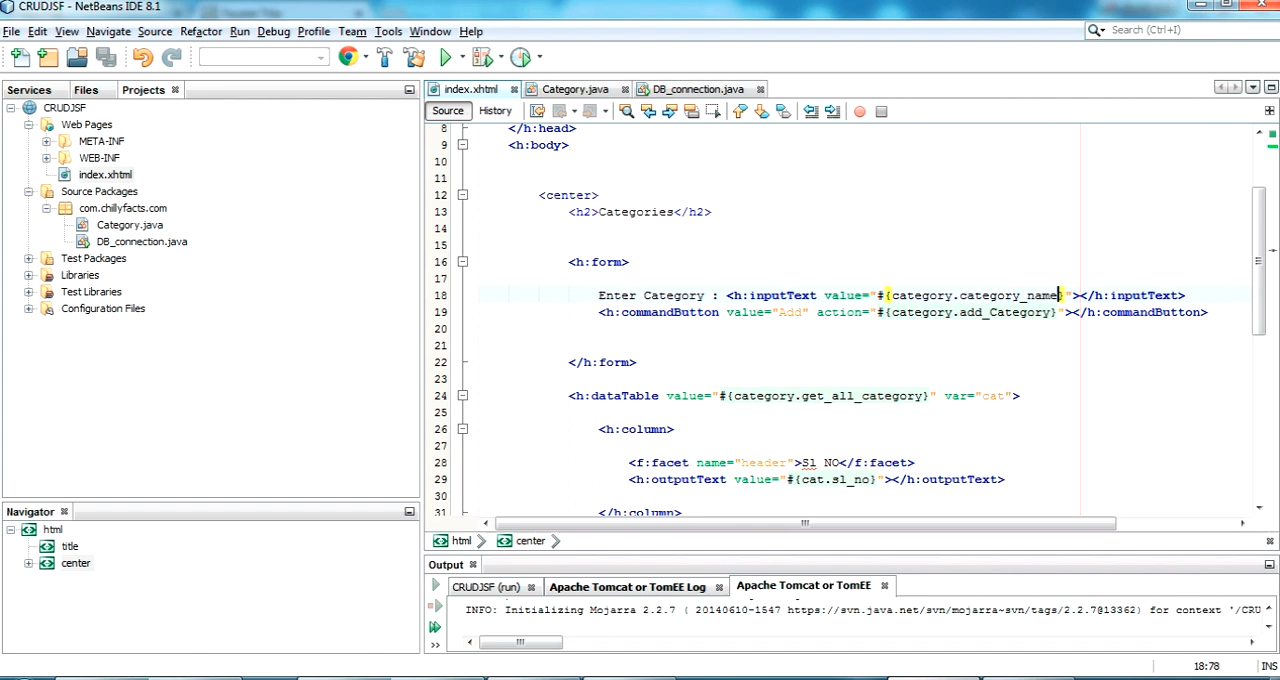 CRUDJSF - NetBeans IDE 8.1
File Edit View Navigate Source Refactor Run Debug Profile Team Tools Window Help
Search (Ctrl+I)
Services Files Projects
index.xhtml Category.java DB_connection.java
Source History
CRUDJSF
Web Pages
META-INF
WEB-INF
index.xhtml
Source Packages
com.chillyfacts.com
Category.java
DB_connection.java
Test Packages
Libraries
Test Libraries
Configuration Files
8 </h:head>
9 <h:body>
10
11
12 <center>
13 <h2>Categories</h2>
14
15
16 <h:form>
17
18 Enter Category : <h:inputText value="#{category.category_name}"></h:inputText>
19 <h:commandButton value="Add" action="#{category.add_Category}"></h:commandButton>
20
21
22 </h:form>
23
24 <h:dataTable value="#{category.get_all_category}" var="cat">
25
26 <h:column>
27
28 <f:facet name="header">Sl NO</f:facet>
29 <h:outputText value="#{cat.sl_no}"></h:outputText>
30
31 </h:column>
html center
Navigator
html
title
center
Output
CRUDJSF (run) Apache Tomcat or TomEE Log Apache Tomcat or TomEE
INFO: Initializing Mojarra 2.2.7 ( 20140610-1547 https://svn.java.net/svn/mojarra~svn/tags/2.2.7@13362) for context '/CRU
18:78 INS